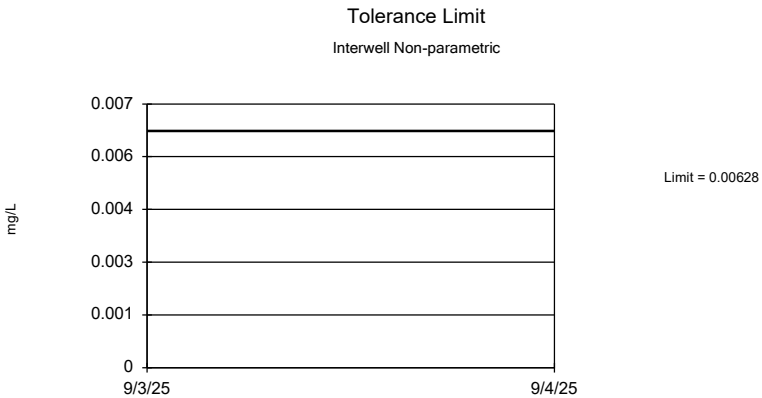 Tolerance Limit
Interwell Non-parametric
0.007
0.006
0.004
0.003
0.001
0
mg/L
9/3/25
9/4/25
Limit = 0.00628